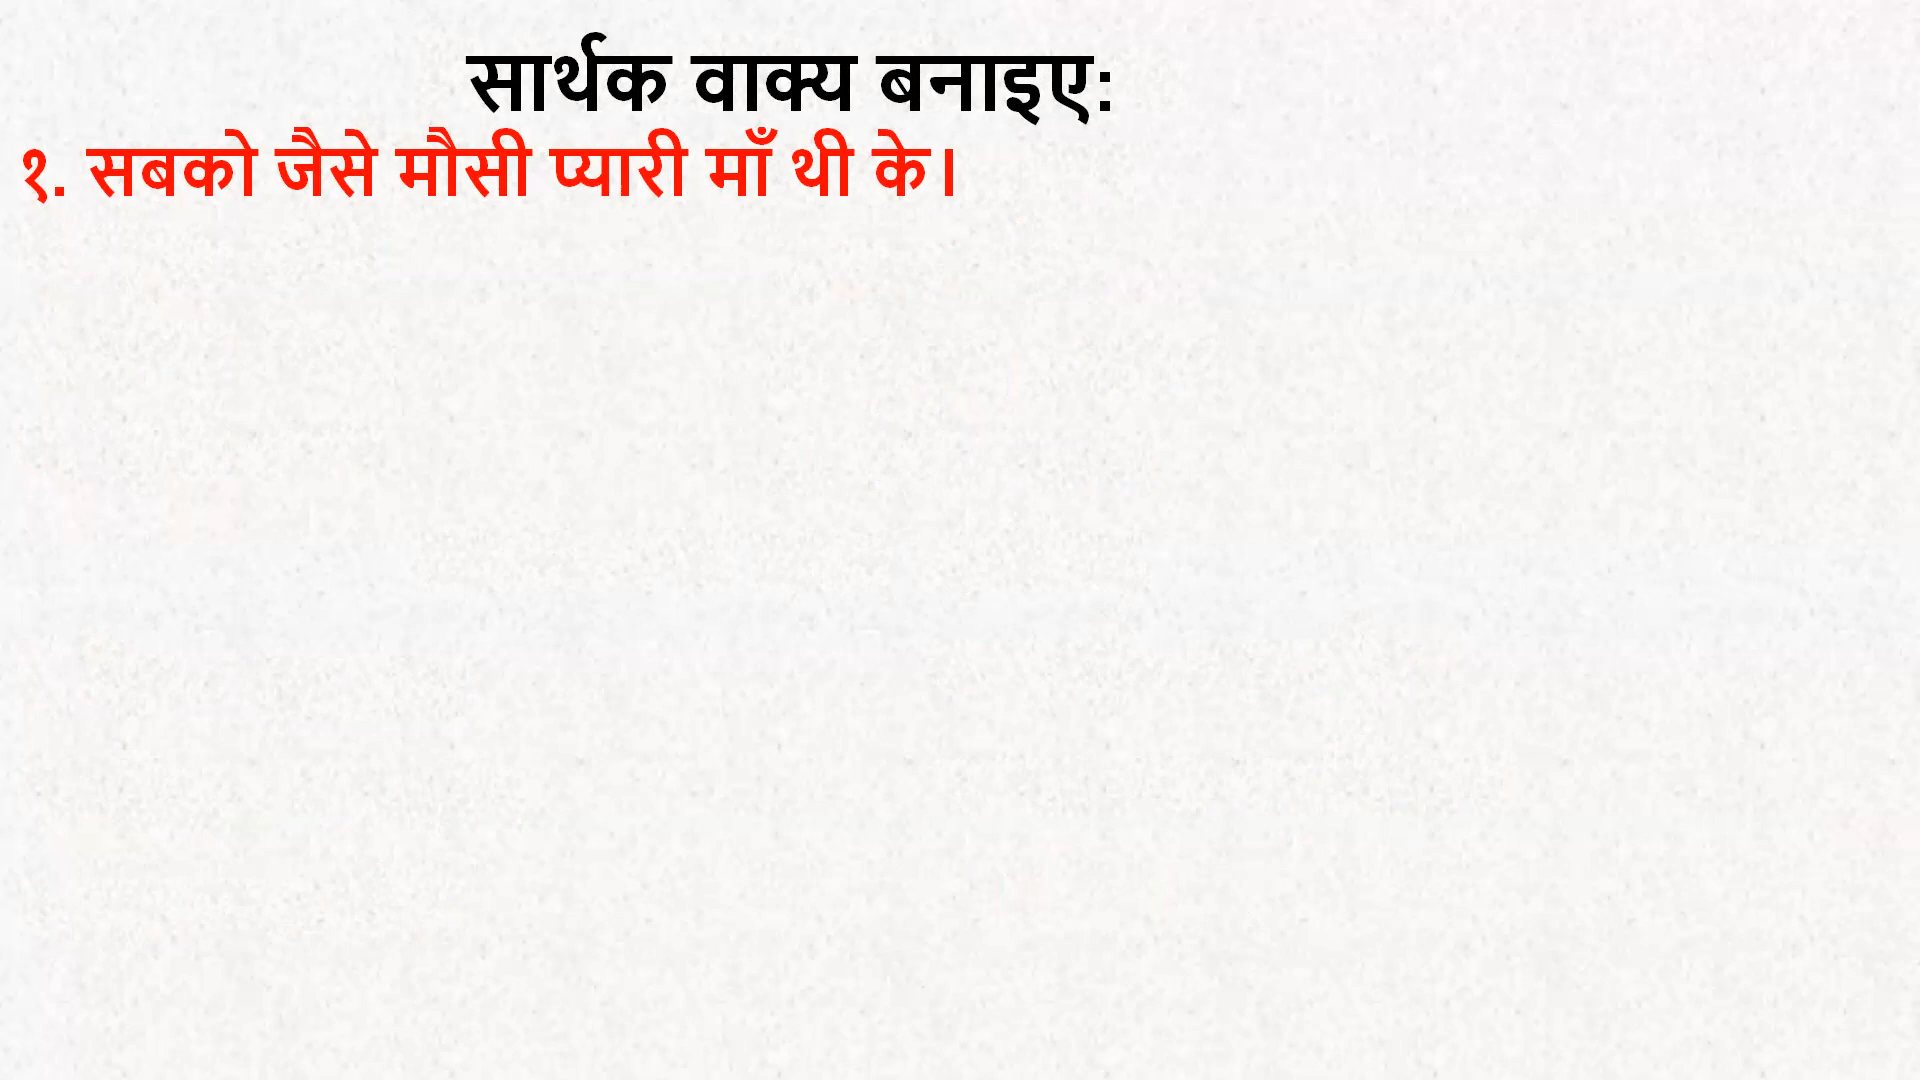 सार्थक वाक्य बनाइए:
१. सबको जैसे मौसी प्यारी माँ थी के।